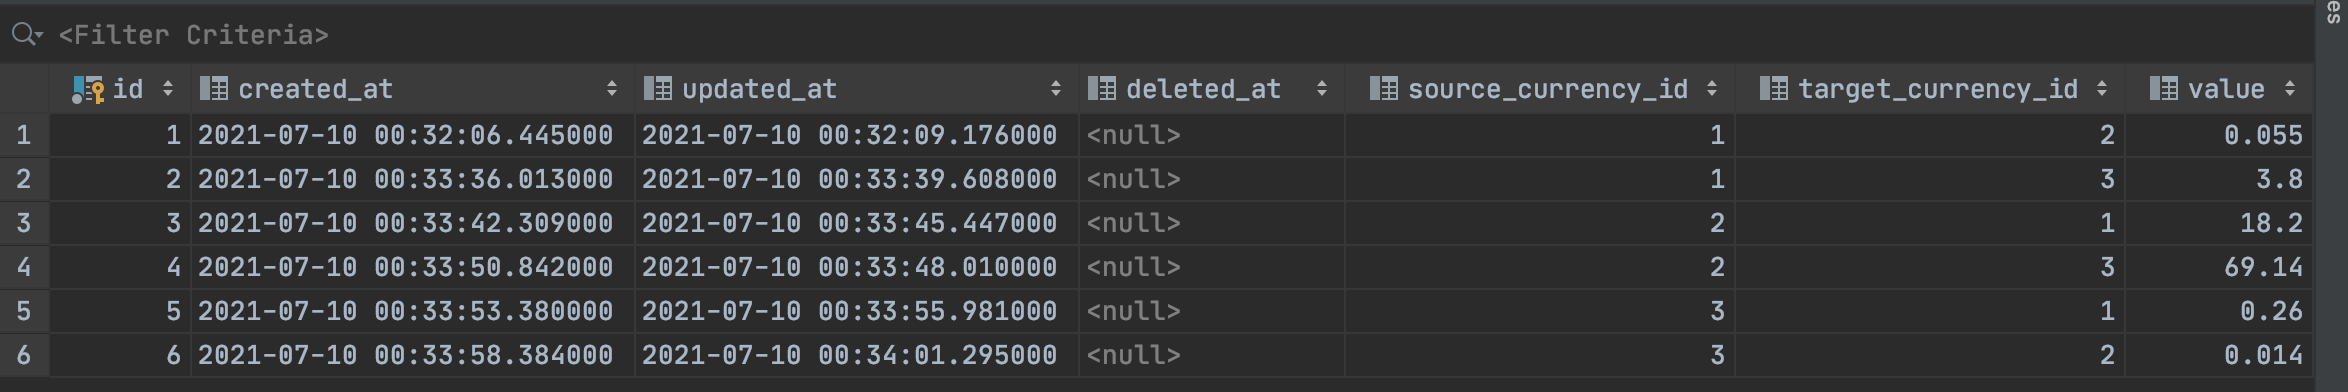 <Filter Criteria>
id created_at updated_at deleted_at source_currency_id target_currency_id value
1 1 2021-07-10 00:32:06.445000 2021-07-10 00:32:09.176000 <null> 1 2 0.055
2 2 2021-07-10 00:33:36.013000 2021-07-10 00:33:39.608000 <null> 1 3 3.8
3 3 2021-07-10 00:33:42.309000 2021-07-10 00:33:45.447000 <null> 2 1 18.2
4 4 2021-07-10 00:33:50.842000 2021-07-10 00:33:48.010000 <null> 2 3 69.14
5 5 2021-07-10 00:33:53.380000 2021-07-10 00:33:55.981000 <null> 3 1 0.26
6 6 2021-07-10 00:33:58.384000 2021-07-10 00:34:01.295000 <null> 3 2 0.014
es